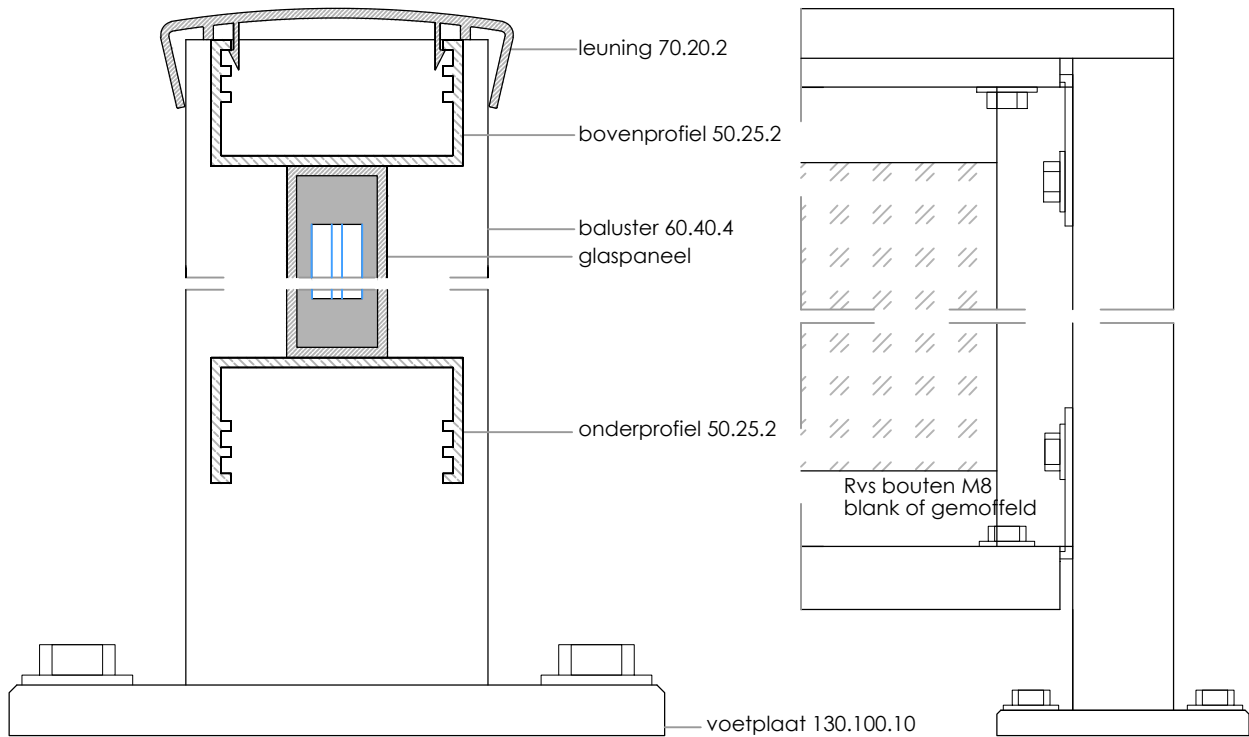 leuning 70.20.2
bovenprofiel 50.25.2
baluster 60.40.4
glaspaneel
onderprofiel 50.25.2
Rvs bouten M8
blank of gemoffeld
voetplaat 130.100.10